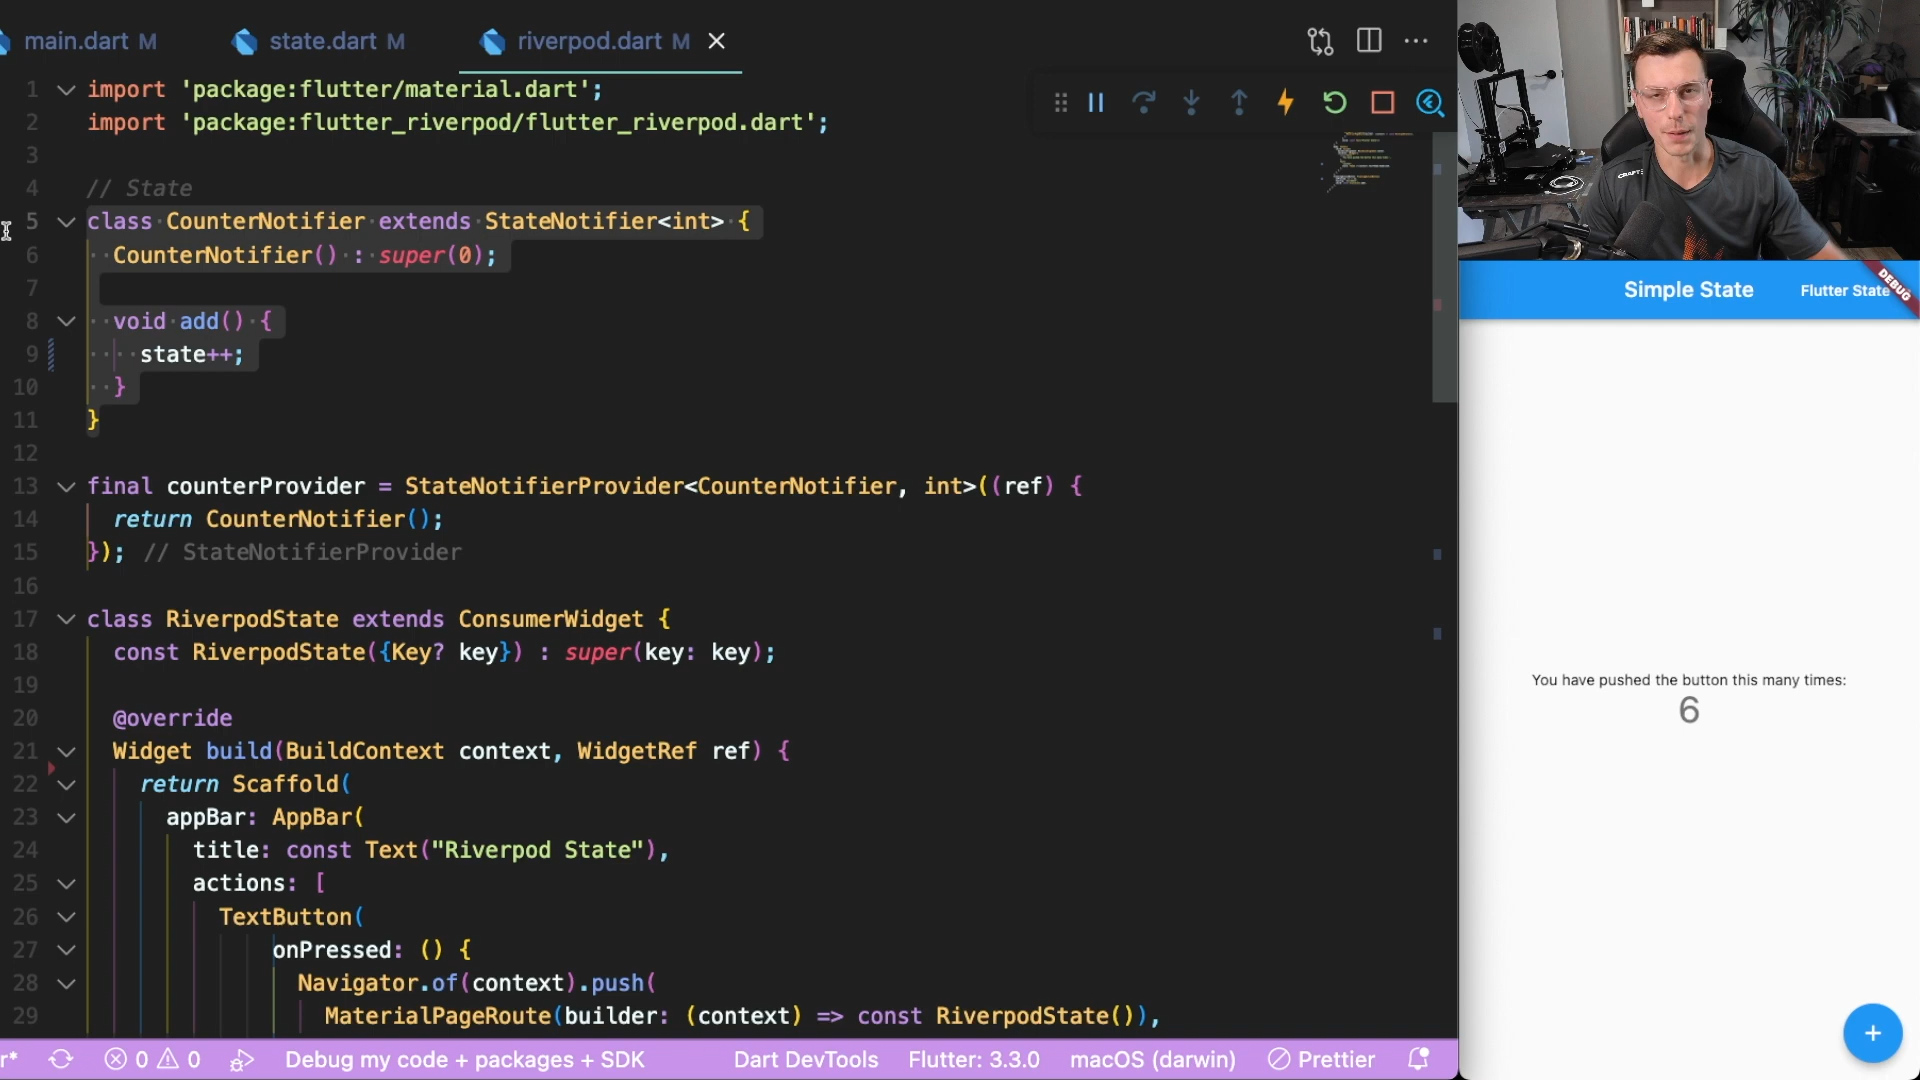 main.dart M
state.dart M
riverpod.dart M
1 import 'package:flutter/material.dart';
2 import 'package:flutter_riverpod/flutter_riverpod.dart';
3
4 // State
5 class CounterNotifier extends StateNotifier<int> {
6 CounterNotifier() : super(0);
7
8 void add() {
9 state++;
10 }
11 }
12
13 final counterProvider = StateNotifierProvider<CounterNotifier, int>((ref) {
14 return CounterNotifier();
15 }); // StateNotifierProvider
16
17 class RiverpodState extends ConsumerWidget {
18 const RiverpodState({Key? key}) : super(key: key);
19
20 @override
21 Widget build(BuildContext context, WidgetRef ref) {
22 return Scaffold(
23 appBar: AppBar(
24 title: const Text("Riverpod State"),
25 actions: [
26 TextButton(
27 onPressed: () {
28 Navigator.of(context).push(
29 MaterialPageRoute(builder: (context) => const RiverpodState()),
r* 0 0 Debug my code + packages + SDK Dart DevTools Flutter: 3.3.0 macOS (darwin) Prettier
CRAFT
Simple State
Flutter State
DEBUG
You have pushed the button this many times:
6
+